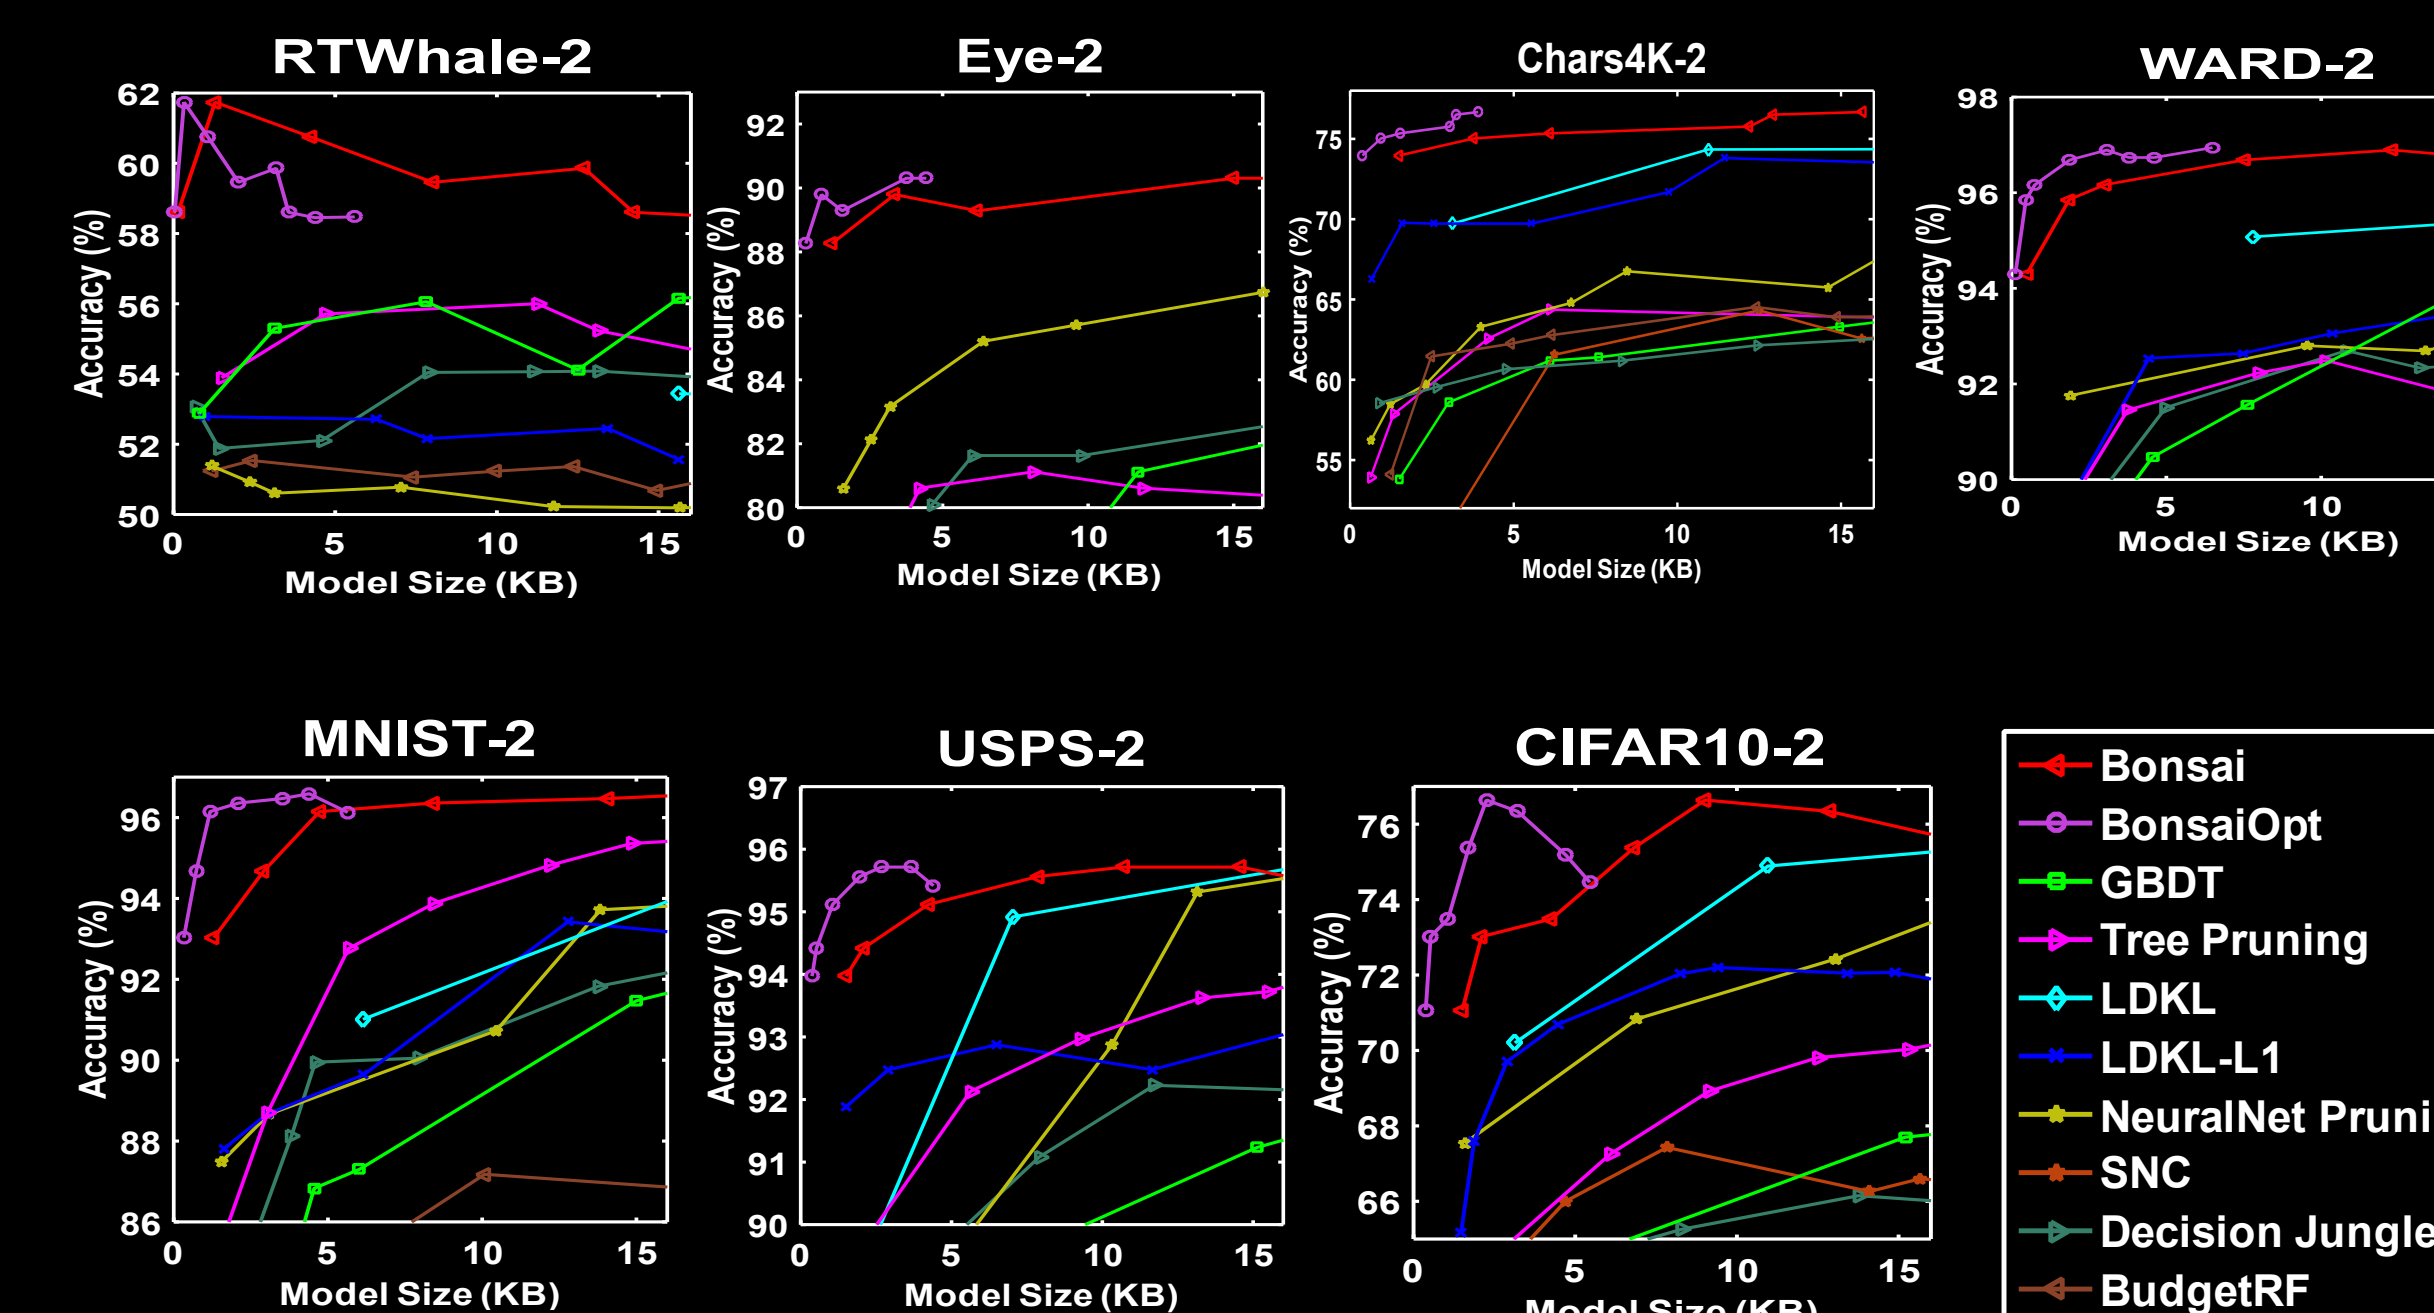 RTWhale-2
62
60
58
56
54
52
50
0 5 10 15
Accuracy (%)
Model Size (KB)
Eye-2
92
90
88
86
84
82
80
0 5 10 15
Accuracy (%)
Model Size (KB)
Chars4K-2
75
70
65
60
55
0 5 10 15
Accuracy (%)
Model Size (KB)
WARD-2
98
96
94
92
90
0 5 10
Accuracy (%)
Model Size (KB)
MNIST-2
96
94
92
90
88
86
0 5 10 15
Accuracy (%)
Model Size (KB)
USPS-2
97
96
95
94
93
92
91
90
0 5 10 15
Accuracy (%)
Model Size (KB)
CIFAR10-2
76
74
72
70
68
66
0 5 10 15
Accuracy (%)
Model Size (KB)
Bonsai
BonsaiOpt
GBDT
Tree Pruning
LDKL
LDKL-L1
NeuralNet Pruni
SNC
Decision Jungle
BudgetRF